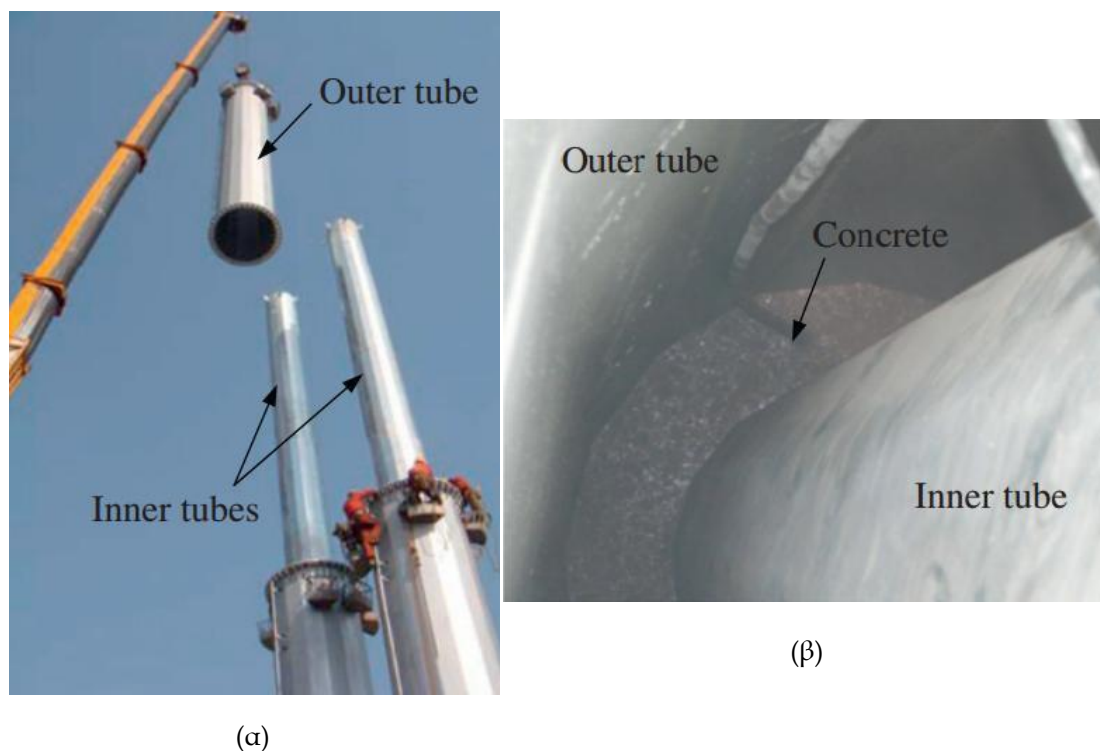 Outer tube
Inner tubes
(α)
Outer tube
Concrete
Inner tube
(β)